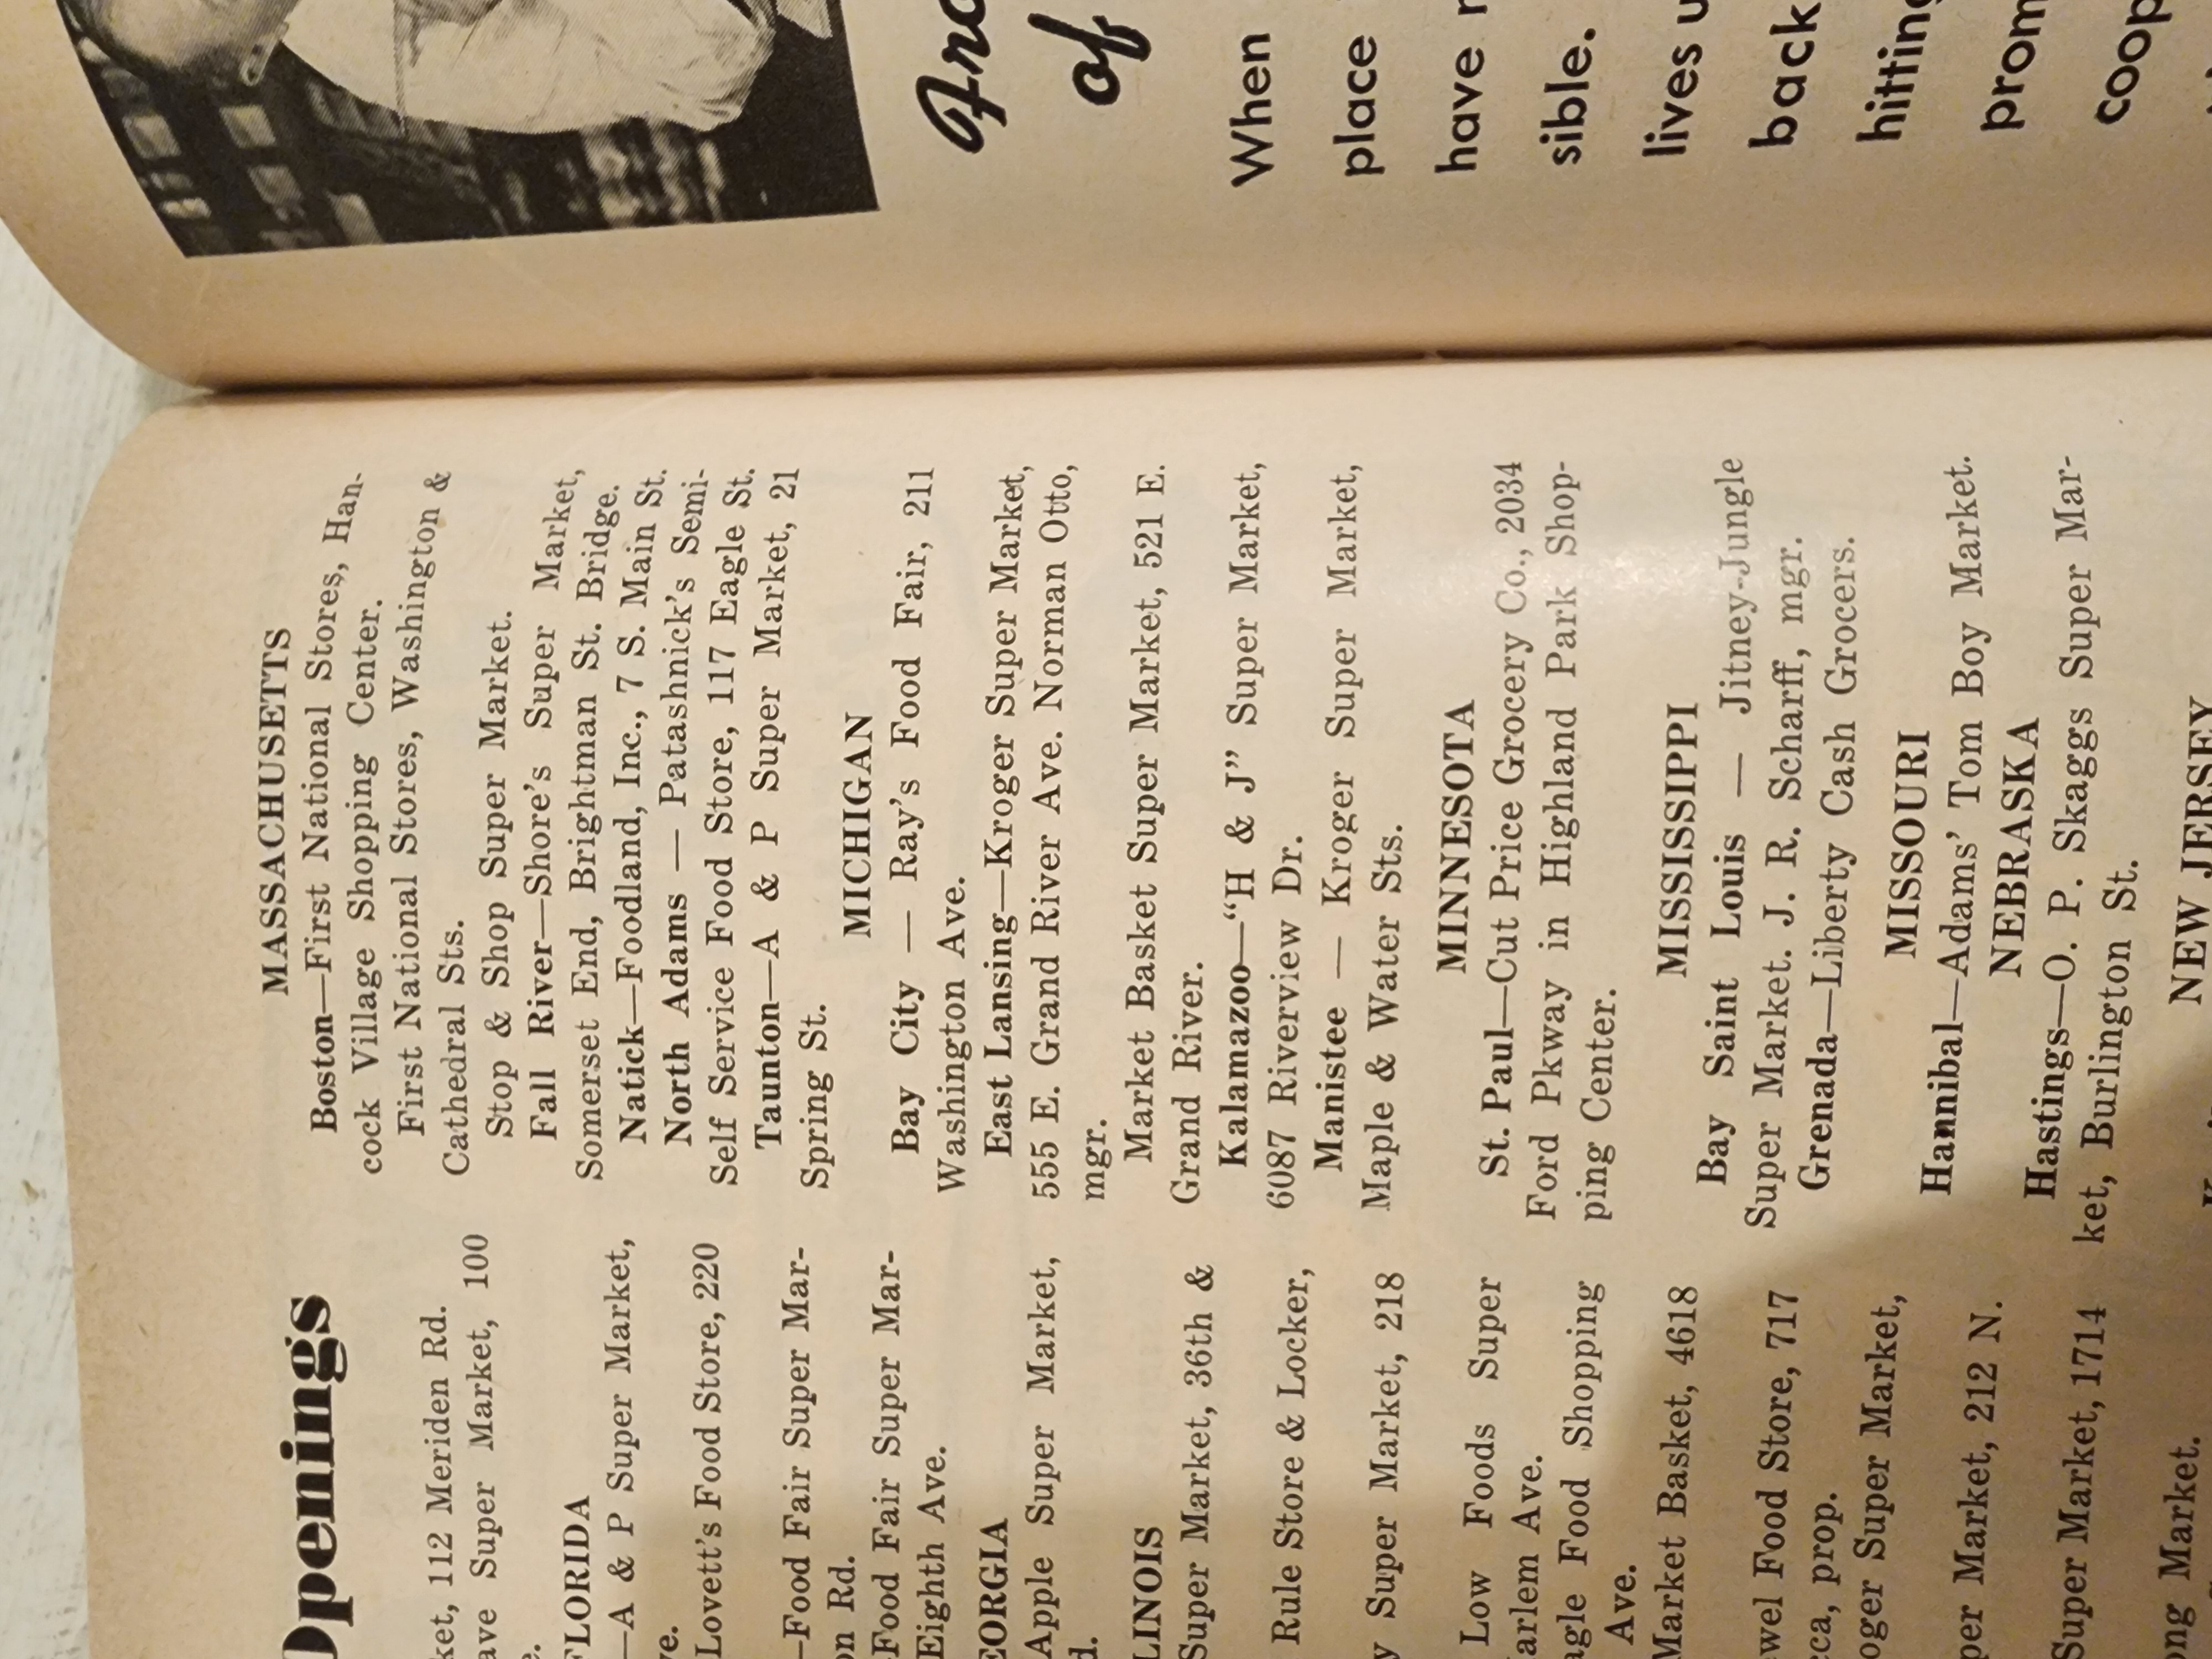 Openings
ket, 112 Meriden Rd.
ave Super Market, 100
e.
FLORIDA
—A & P Super Market,
ve.
Lovett's Food Store, 220
—Food Fair Super Mar-
on Rd.
Food Fair Super Mar-
Eighth Ave.
EORGIA
Apple Super Market,
d.
LINOIS
Super Market, 36th &
Rule Store & Locker,
y Super Market, 218
Low Foods Super
arlem Ave.
agle Food Shopping
Ave.
Market Basket, 4618
ewel Food Store, 717
cca, prop.
oger Super Market,
per Market, 212 N.
Super Market, 1714
ong Market.
MASSACHUSETTS
Boston—First National Stores, Han-
cock Village Shopping Center.
First National Stores, Washington &
Cathedral Sts.
Stop & Shop Super Market.
Fall River—Shore's Super Market,
Somerset End, Brightman St. Bridge.
Natick—Foodland, Inc., 7 S. Main St.
North Adams — Patashnick's Semi-
Self Service Food Store, 117 Eagle St.
Taunton—A & P Super Market, 21
Spring St.
MICHIGAN
Bay City — Ray's Food Fair, 211
Washington Ave.
East Lansing—Kroger Super Market,
555 E. Grand River Ave. Norman Otto,
mgr.
Market Basket Super Market, 521 E.
Grand River.
Kalamazoo—"H & J" Super Market,
6087 Riverview Dr.
Manistee — Kroger Super Market,
Maple & Water Sts.
MINNESOTA
St. Paul—Cut Price Grocery Co., 2034
Ford Pkway in Highland Park Shop-
ping Center.
MISSISSIPPI
Bay Saint Louis — Jitney-Jungle
Super Market. J. R. Scharff, mgr.
Grenada—Liberty Cash Grocers.
MISSOURI
Hannibal—Adams' Tom Boy Market.
NEBRASKA
Hastings—O. P. Skaggs Super Mar-
ket, Burlington St.
NEW JERSEY
of
When
place
have
sible.
lives u
back
hitting
prom
coop